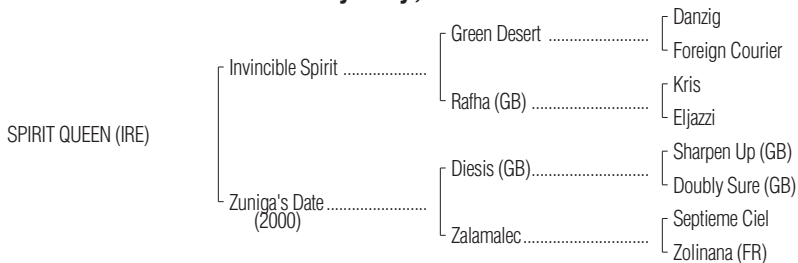 Danzig
Green Desert ........................
Foreign Courier
Invincible Spirit ....................
Kris
Rafha (GB) ..........................
Eljazzi
SPIRIT QUEEN (IRE)
Sharpen Up (GB)
Diesis (GB)............................
Doubly Sure (GB)
Zuniga's Date ........................
(2000)
Septieme Ciel
Zalamalec..............................
Zolinana (FR)